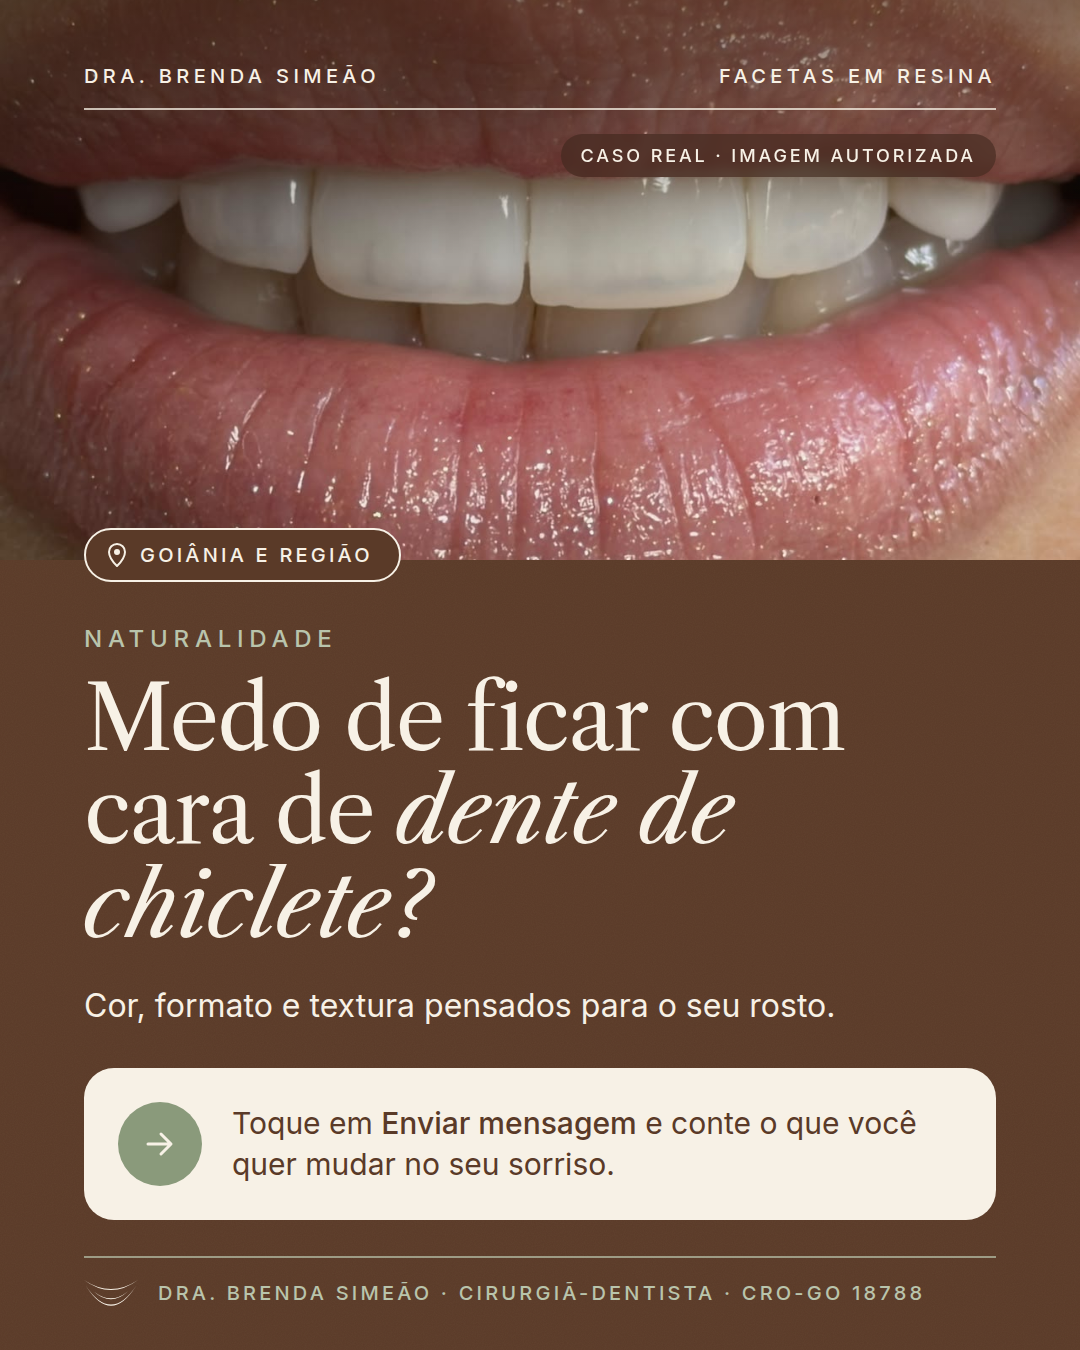 DRA. BRENDA SIMEÃO
FACETAS EM RESINA
CASO REAL · IMAGEM AUTORIZADA
GOIÂNIA E REGIÃO
NATURALIDADE
Medo de ficar com
cara de dente de
chiclete?
Cor, formato e textura pensados para o seu rosto.
Toque em Enviar mensagem e conte o que você
quer mudar no seu sorriso.
DRA. BRENDA SIMEÃO · CIRURGIÃ-DENTISTA · CRO-GO 18788